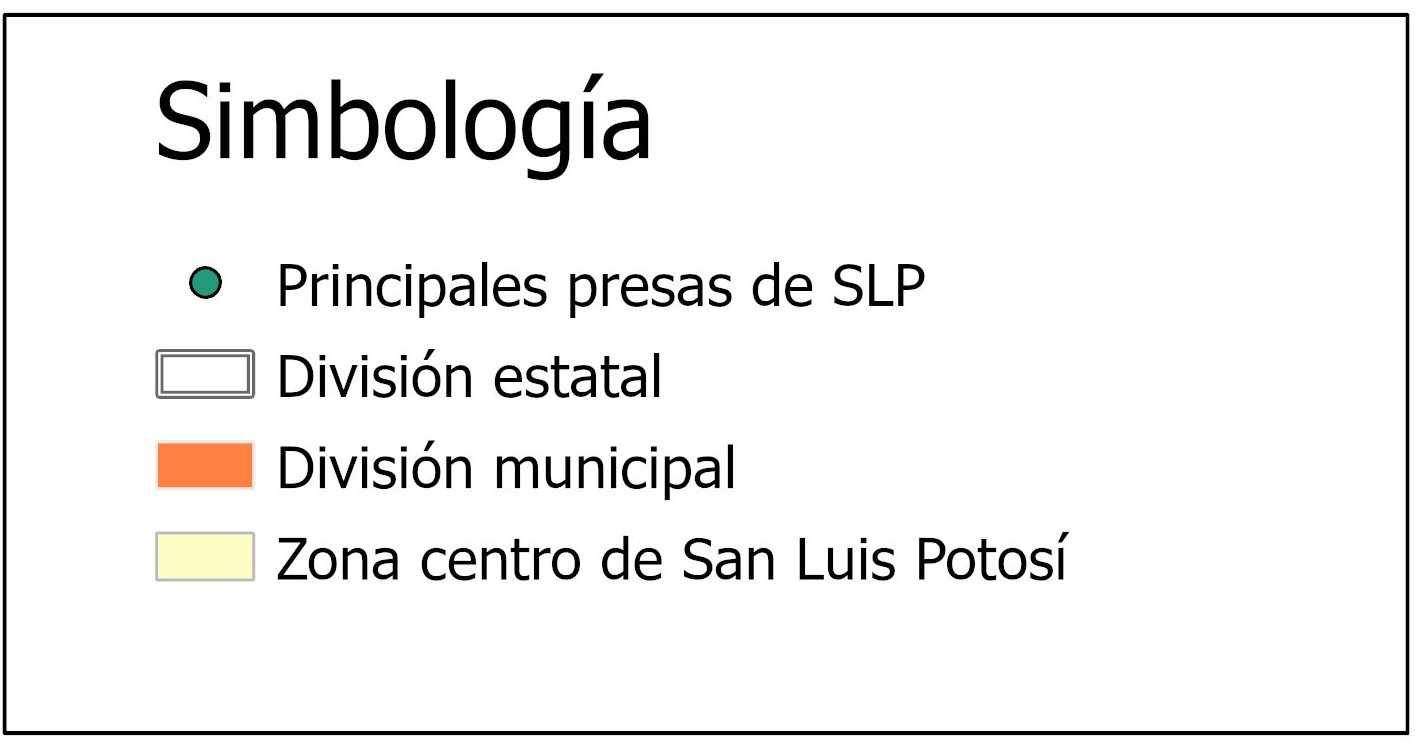 Simbología
Principales presas de SLP
División estatal
División municipal
Zona centro de San Luis Potosí